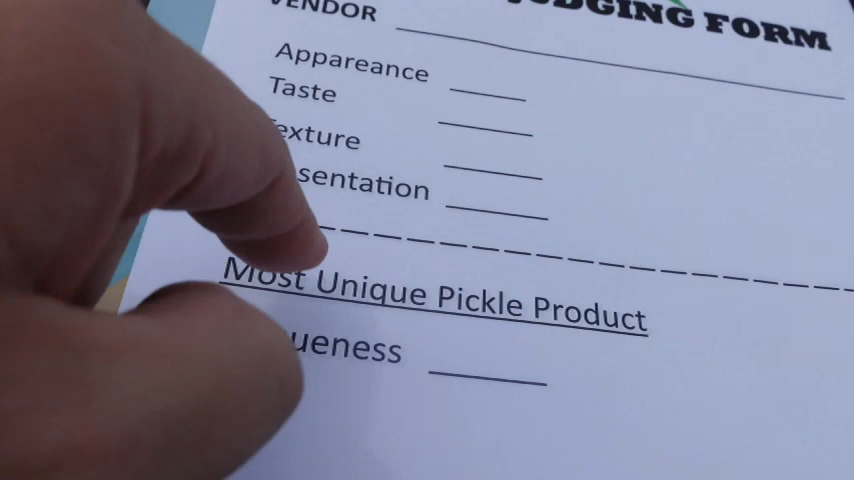 JUDGING FORM
VENDOR
Appareance
Taste
exture
sentation
Most Unique Pickle Product
ueness